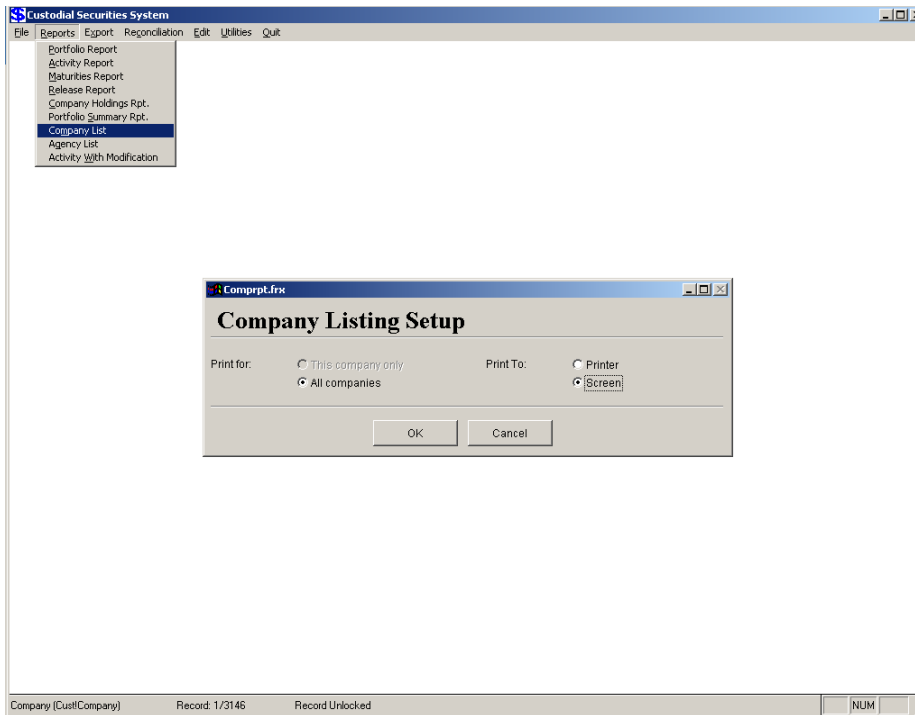 Custodial Securities System
File Reports Export Reconciliation Edit Utilities Quit
Portfolio Report
Activity Report
Maturities Report
Release Report
Company Holdings Rpt.
Portfolio Summary Rpt.
Company List
Agency List
Activity With Modification
Comprpt.frx
Company Listing Setup
Print for: This company only Print To: Printer
All companies Screen
OK Cancel
Company (Cust!Company) Record: 1/3146 Record Unlocked NUM